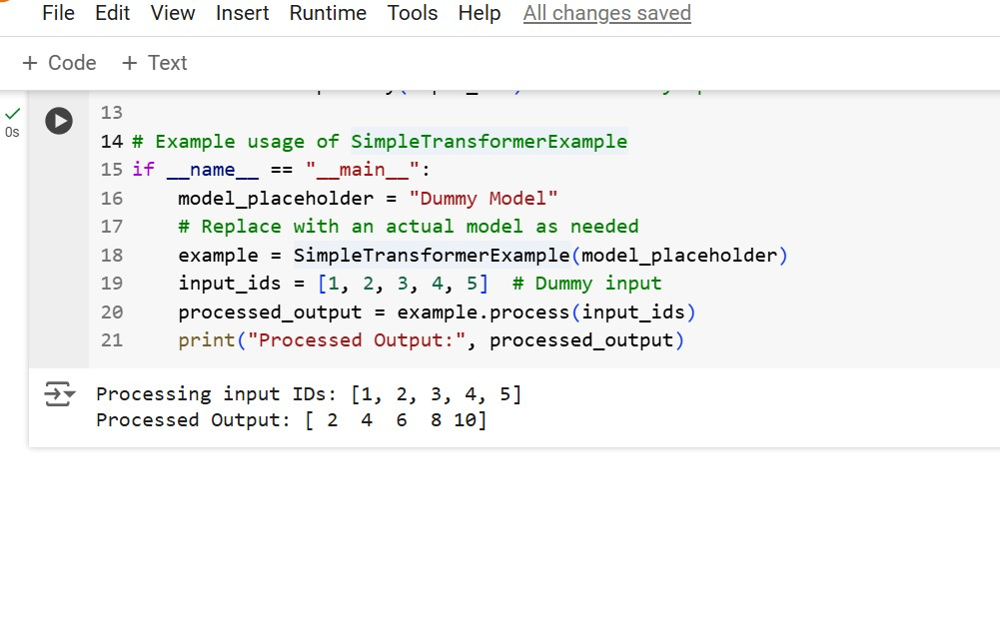 File Edit View Insert Runtime Tools Help All changes saved
+ Code + Text
0s
13
14 # Example usage of SimpleTransformerExample
15 if __name__ == "__main__":
16     model_placeholder = "Dummy Model"
17     # Replace with an actual model as needed
18     example = SimpleTransformerExample(model_placeholder)
19     input_ids = [1, 2, 3, 4, 5]  # Dummy input
20     processed_output = example.process(input_ids)
21     print("Processed Output:", processed_output)
Processing input IDs: [1, 2, 3, 4, 5]
Processed Output: [ 2  4  6  8 10]